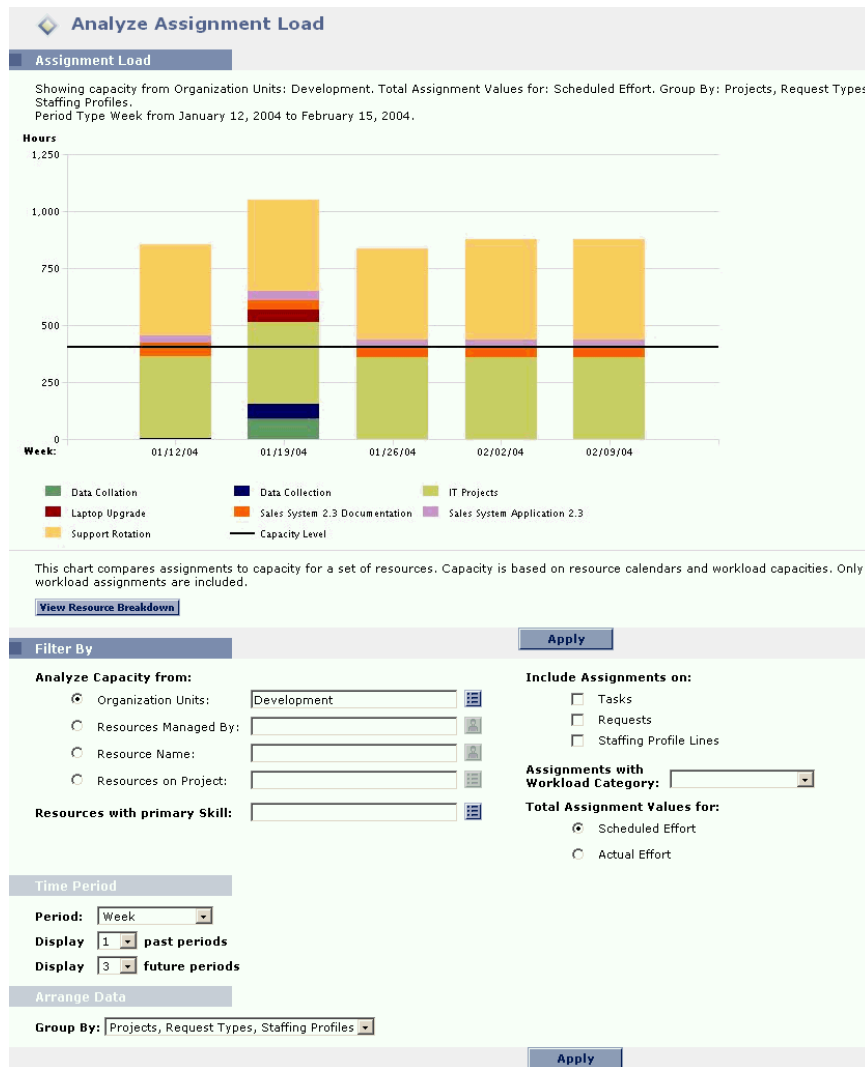 Analyze Assignment Load
Assignment Load
Showing capacity from Organization Units: Development. Total Assignment Values for: Scheduled Effort. Group By: Projects, Request Types
Staffing Profiles.
Period Type Week from January 12, 2004 to February 15, 2004.
Hours
1,250
1,000
750
500
250
0
Week: 01/12/04 01/19/04 01/26/04 02/02/04 02/09/04
Data Collation Data Collection IT Projects
Laptop Upgrade Sales System 2.3 Documentation Sales System Application 2.3
Support Rotation Capacity Level
This chart compares assignments to capacity for a set of resources. Capacity is based on resource calendars and workload capacities. Only
workload assignments are included.
View Resource Breakdown
Apply
Filter By
Analyze Capacity from:
Organization Units: Development
Resources Managed By:
Resource Name:
Resources on Project:
Resources with primary Skill:
Include Assignments on:
Tasks
Requests
Staffing Profile Lines
Assignments with
Workload Category:
Total Assignment Values for:
Scheduled Effort
Actual Effort
Time Period
Period: Week
Display 1 past periods
Display 3 future periods
Arrange Data
Group By: Projects, Request Types, Staffing Profiles
Apply